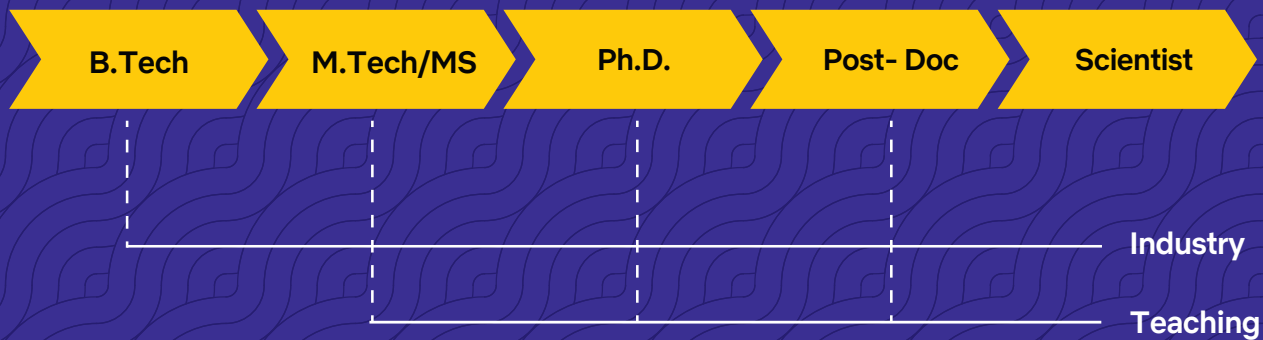 B.Tech
M.Tech/MS
Ph.D.
Post- Doc
Scientist
Industry
Teaching